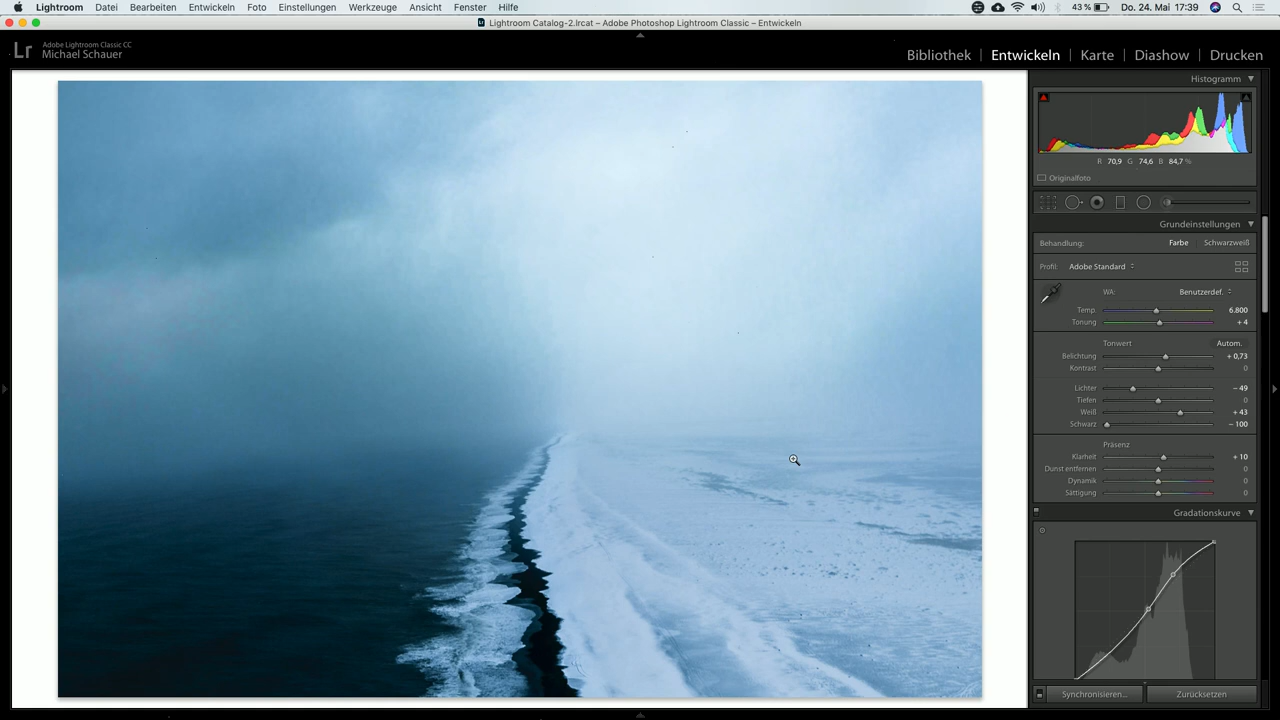 Lightroom Datei Bearbeiten Entwickeln Foto Einstellungen Werkzeuge Ansicht Fenster Hilfe 43 % Do. 24. Mai 17:39
Lightroom Catalog-2.lrcat – Adobe Photoshop Lightroom Classic – Entwickeln
Lr Adobe Lightroom Classic CC
Michael Schauer
Bibliothek | Entwickeln | Karte | Diashow | Drucken
Histogramm
R 70,9 G 74,6 B 84,7 %
Originalfoto
Grundeinstellungen
Behandlung: Farbe Schwarzweiß
Profil: Adobe Standard
WA: Benutzerdef.
Temp. 6.800
Tonung + 4
Tonwert Autom.
Belichtung + 0,73
Kontrast 0
Lichter – 49
Tiefen 0
Weiß + 43
Schwarz – 100
Präsenz
Klarheit + 10
Dunst entfernen 0
Dynamik 0
Sättigung 0
Gradationskurve
Synchronisieren... Zurücksetzen